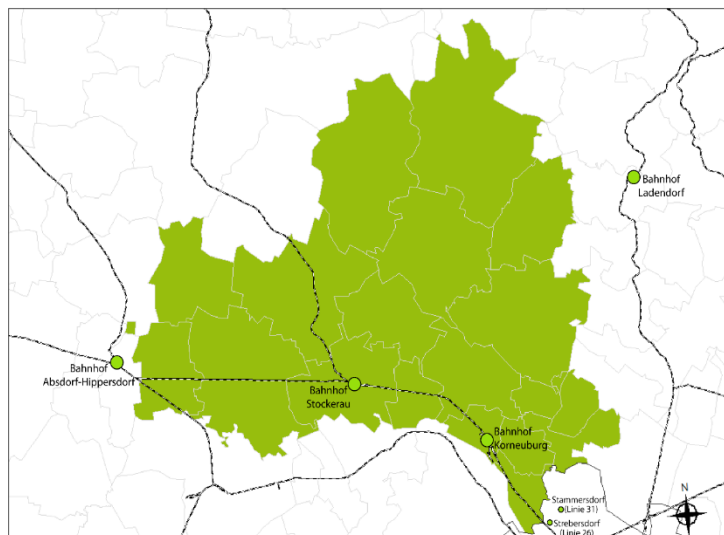 Bahnhof
Ladendorf
Bahnhof
Absdorf-Hippersdorf
Bahnhof
Stockerau
Bahnhof
Korneuburg
Stammersdorf
(Linie 31)
Strebersdorf
(Linie 26)
N